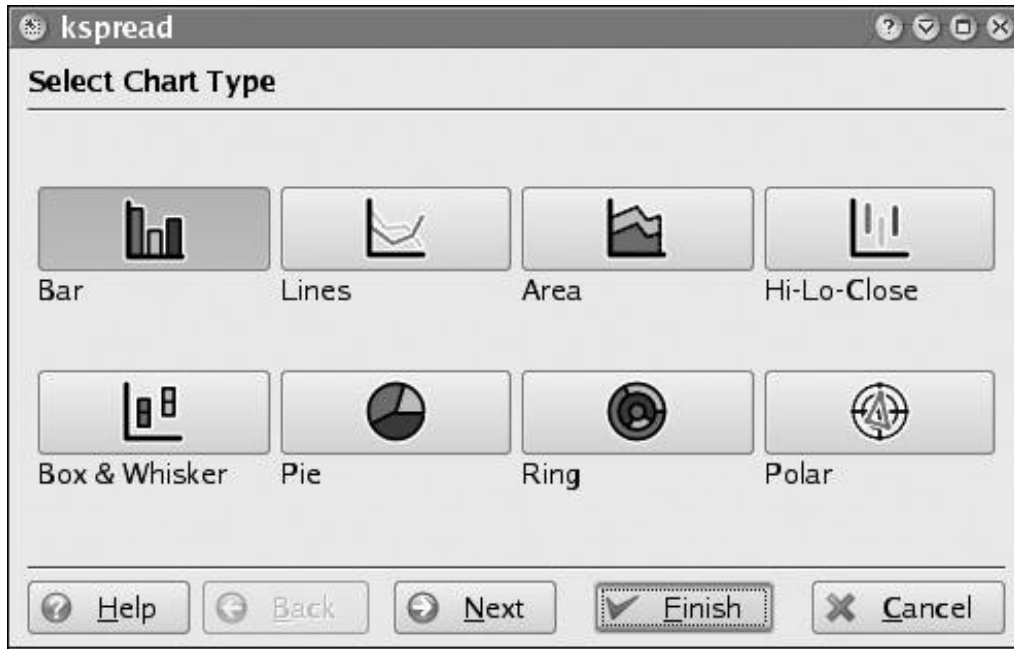 kspread
Select Chart Type
Bar Lines Area Hi-Lo-Close
Box & Whisker Pie Ring Polar
Help Back Next Finish Cancel